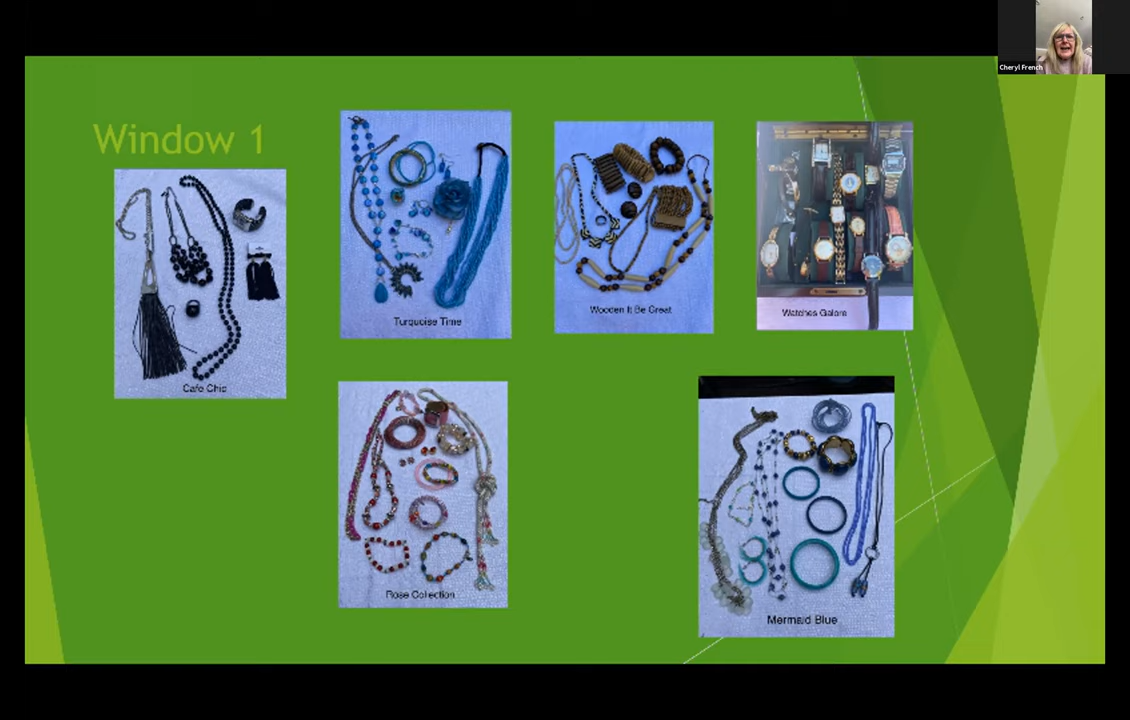 Cheryl French
Window 1
Cafe Chic
Turquoise Time
Wooden It Be Great
Watches Galore
Rose Collection
Mermaid Blue